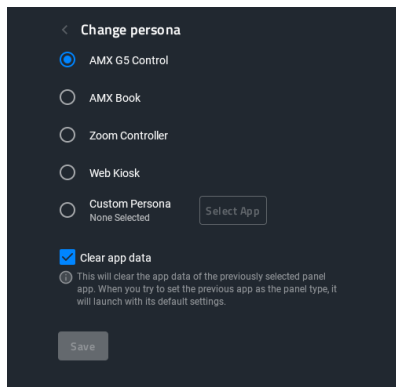 Change persona
AMX G5 Control
AMX Book
Zoom Controller
Web Kiosk
Custom Persona
None Selected
Select App
Clear app data
This will clear the app data of the previously selected panel
app. When you try to set the previous app as the panel type, it
will launch with its default settings.
Save